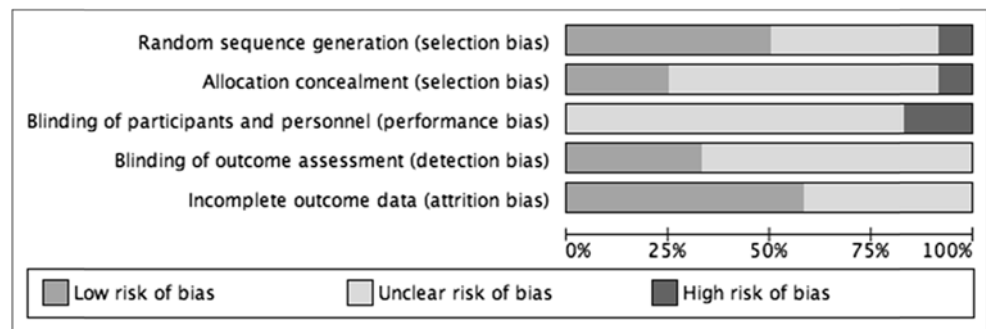 Random sequence generation (selection bias)
Allocation concealment (selection bias)
Blinding of participants and personnel (performance bias)
Blinding of outcome assessment (detection bias)
Incomplete outcome data (attrition bias)
0% 25% 50% 75% 100%
Low risk of bias Unclear risk of bias High risk of bias